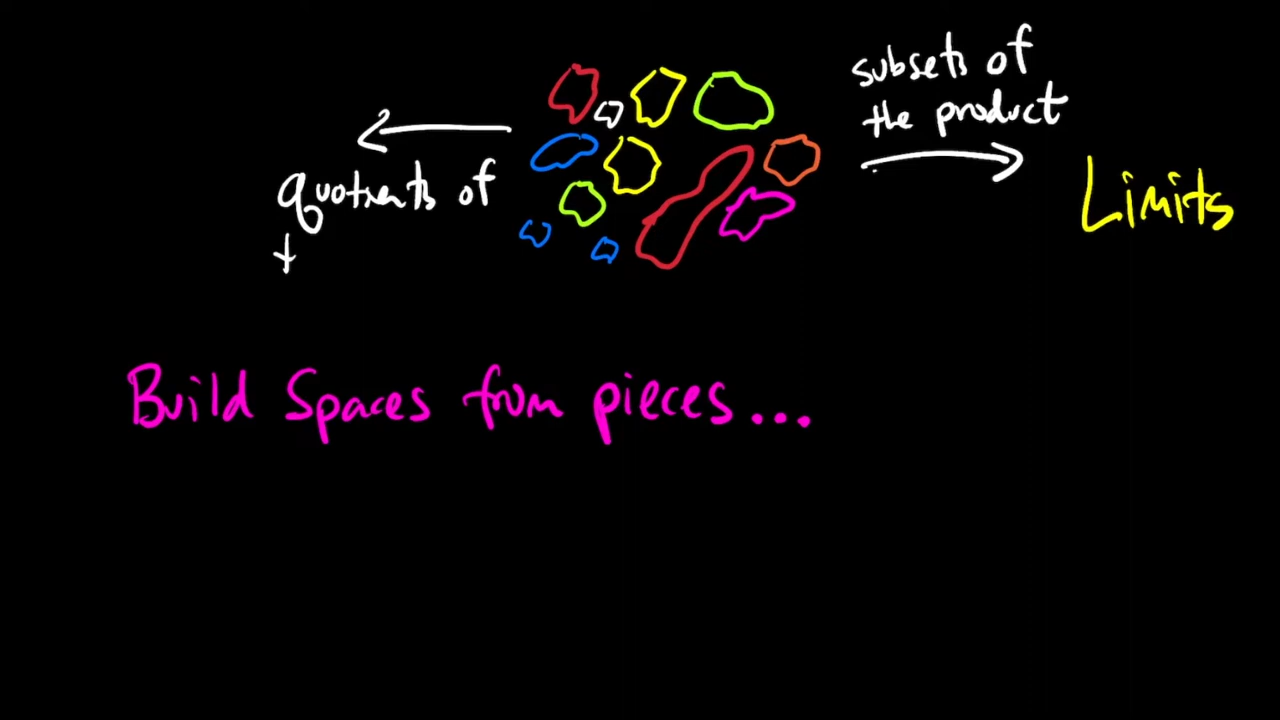 subsets of
the product
Limits
quotients of
t
Build Spaces from pieces...